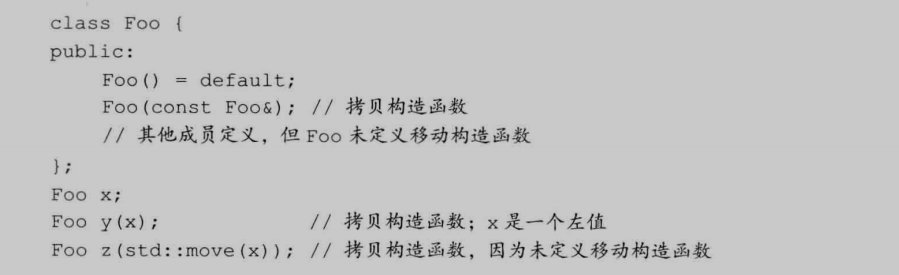 class Foo {
public:
    Foo() = default;
    Foo(const Foo&); // 拷贝构造函数
    // 其他成员定义，但 Foo 未定义移动构造函数
};
Foo x;
Foo y(x);            // 拷贝构造函数；x 是一个左值
Foo z(std::move(x)); // 拷贝构造函数，因为未定义移动构造函数